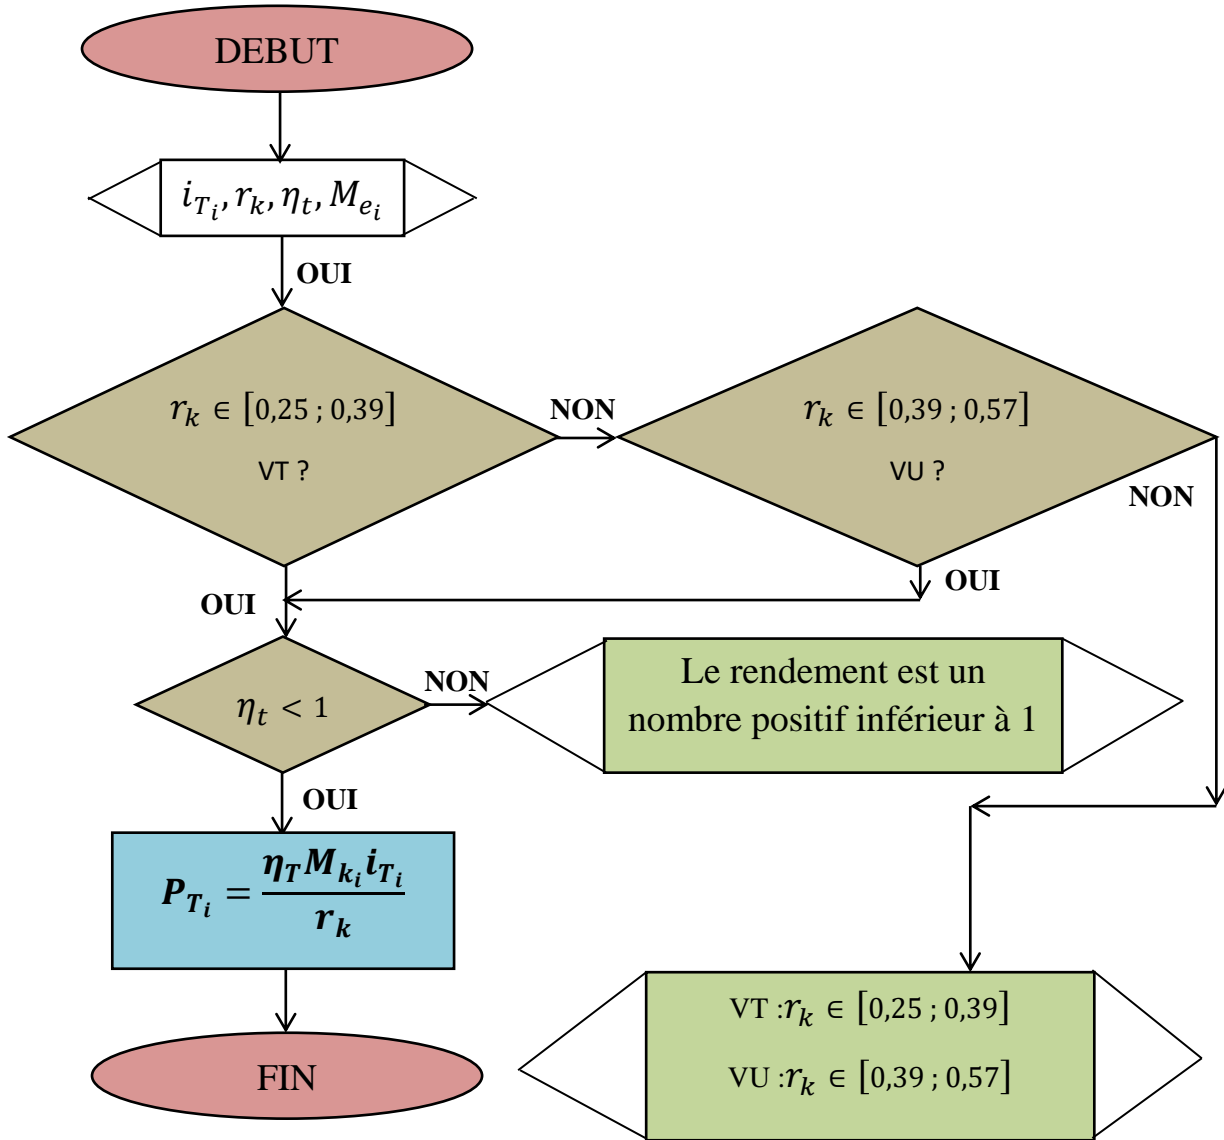 DEBUT
i_{T_i}, r_k, η_t, M_{e_i}
OUI
r_k ∈ [0,25 ; 0,39]
VT ?
NON
r_k ∈ [0,39 ; 0,57]
VU ?
NON
OUI
OUI
η_t < 1
NON
Le rendement est un
nombre positif inférieur à 1
OUI
P_{T_i} = \frac{η_T M_{k_i} i_{T_i}}{r_k}
VT :r_k ∈ [0,25 ; 0,39]
VU :r_k ∈ [0,39 ; 0,57]
FIN